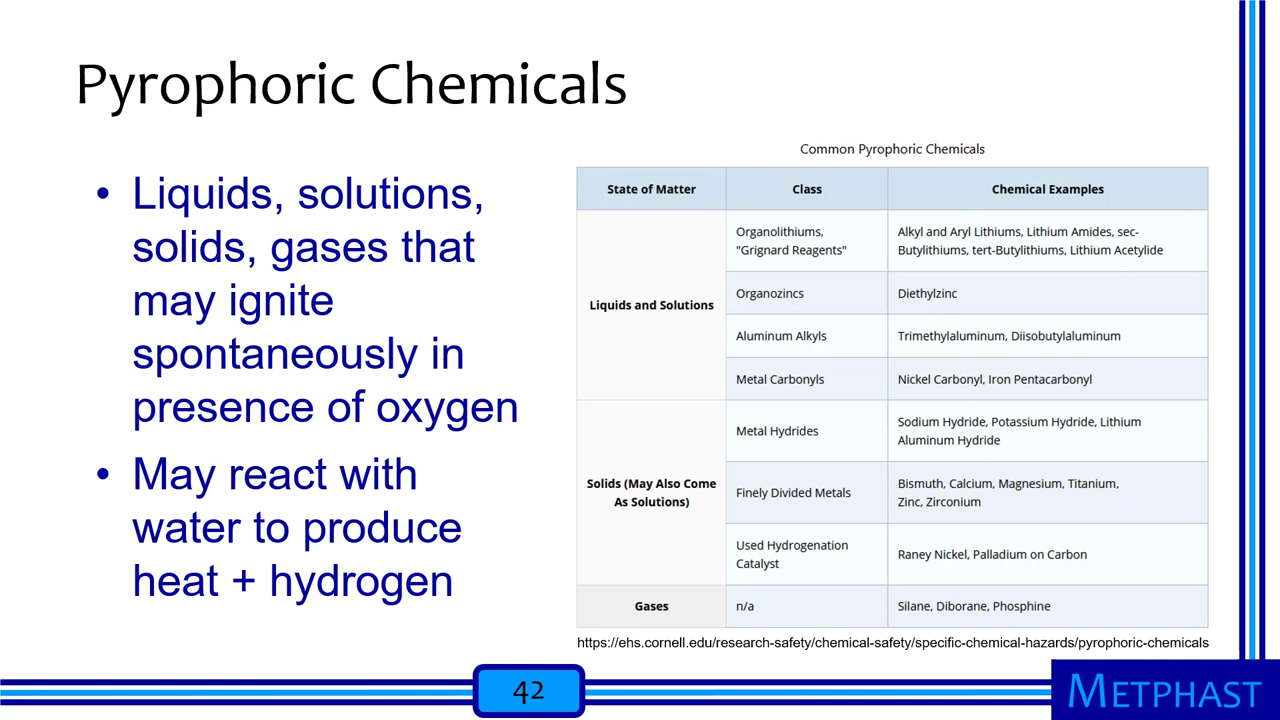 Pyrophoric Chemicals
• Liquids, solutions,
solids, gases that
may ignite
spontaneously in
presence of oxygen
• May react with
water to produce
heat + hydrogen
Common Pyrophoric Chemicals
State of Matter Class Chemical Examples
Liquids and Solutions
Organolithiums,
"Grignard Reagents"
Alkyl and Aryl Lithiums, Lithium Amides, sec-
Butylithiums, tert-Butylithiums, Lithium Acetylide
Organozincs Diethylzinc
Aluminum Alkyls Trimethylaluminum, Diisobutylaluminum
Metal Carbonyls Nickel Carbonyl, Iron Pentacarbonyl
Solids (May Also Come
As Solutions)
Metal Hydrides
Sodium Hydride, Potassium Hydride, Lithium
Aluminum Hydride
Finely Divided Metals
Bismuth, Calcium, Magnesium, Titanium,
Zinc, Zirconium
Used Hydrogenation
Catalyst
Raney Nickel, Palladium on Carbon
Gases n/a Silane, Diborane, Phosphine
https://ehs.cornell.edu/research-safety/chemical-safety/specific-chemical-hazards/pyrophoric-chemicals
42
METPHAST